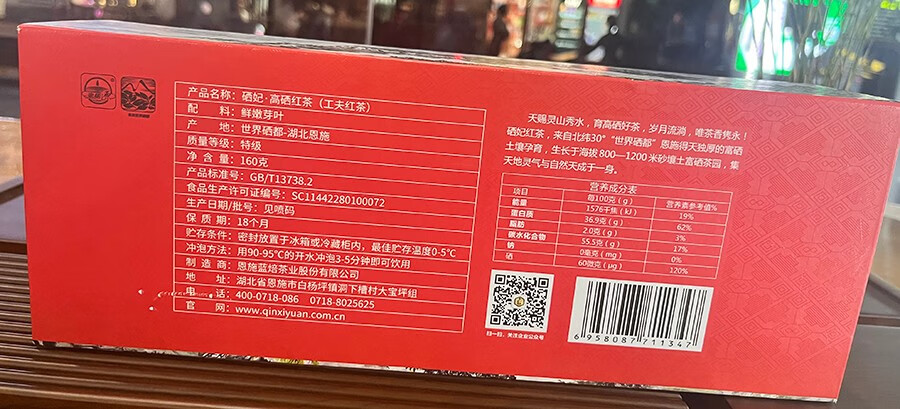 产品名称：硒妃·高硒红茶（工夫红茶）
配 料：鲜嫩芽叶
产 地：世界硒都-湖北恩施
质量等级：特级
净 含 量：160克
产品标准号：GB/T13738.2
食品生产许可证编号：SC11442280100072
生产日期/批号：见喷码
保 质 期：18个月
贮存条件：密封放置于冰箱或冷藏柜内，最佳贮存温度0-5℃
冲泡方法：用90-95℃的开水冲泡3-5分钟即可饮用
制 造 商：恩施蓝焙茶业股份有限公司
地 址：湖北省恩施市白杨坪镇洞下槽村大宝坪组
电 话：400-0718-086 0718-8025625
官 网：www.qinxiyuan.com.cn
天赐灵山秀水，育高硒好茶，岁月流淌，唯茶香隽永！
硒妃红茶，来自北纬30°“世界硒都”恩施得天独厚的富硒
土壤孕育，生长于海拔800—1200米砂壤土富硒茶园，集
天地灵气与自然天成于一身。
营养成分表
项目 每100克(g) 营养素参考值%
能量 1576千焦(kJ) 19%
蛋白质 36.9克(g) 62%
脂肪 2.0克(g) 3%
碳水化合物 55.5克(g) 17%
钠 0毫克(mg) 0%
硒 60微克(μg) 120%
扫一扫，关注企业公众号
6 958087 711347